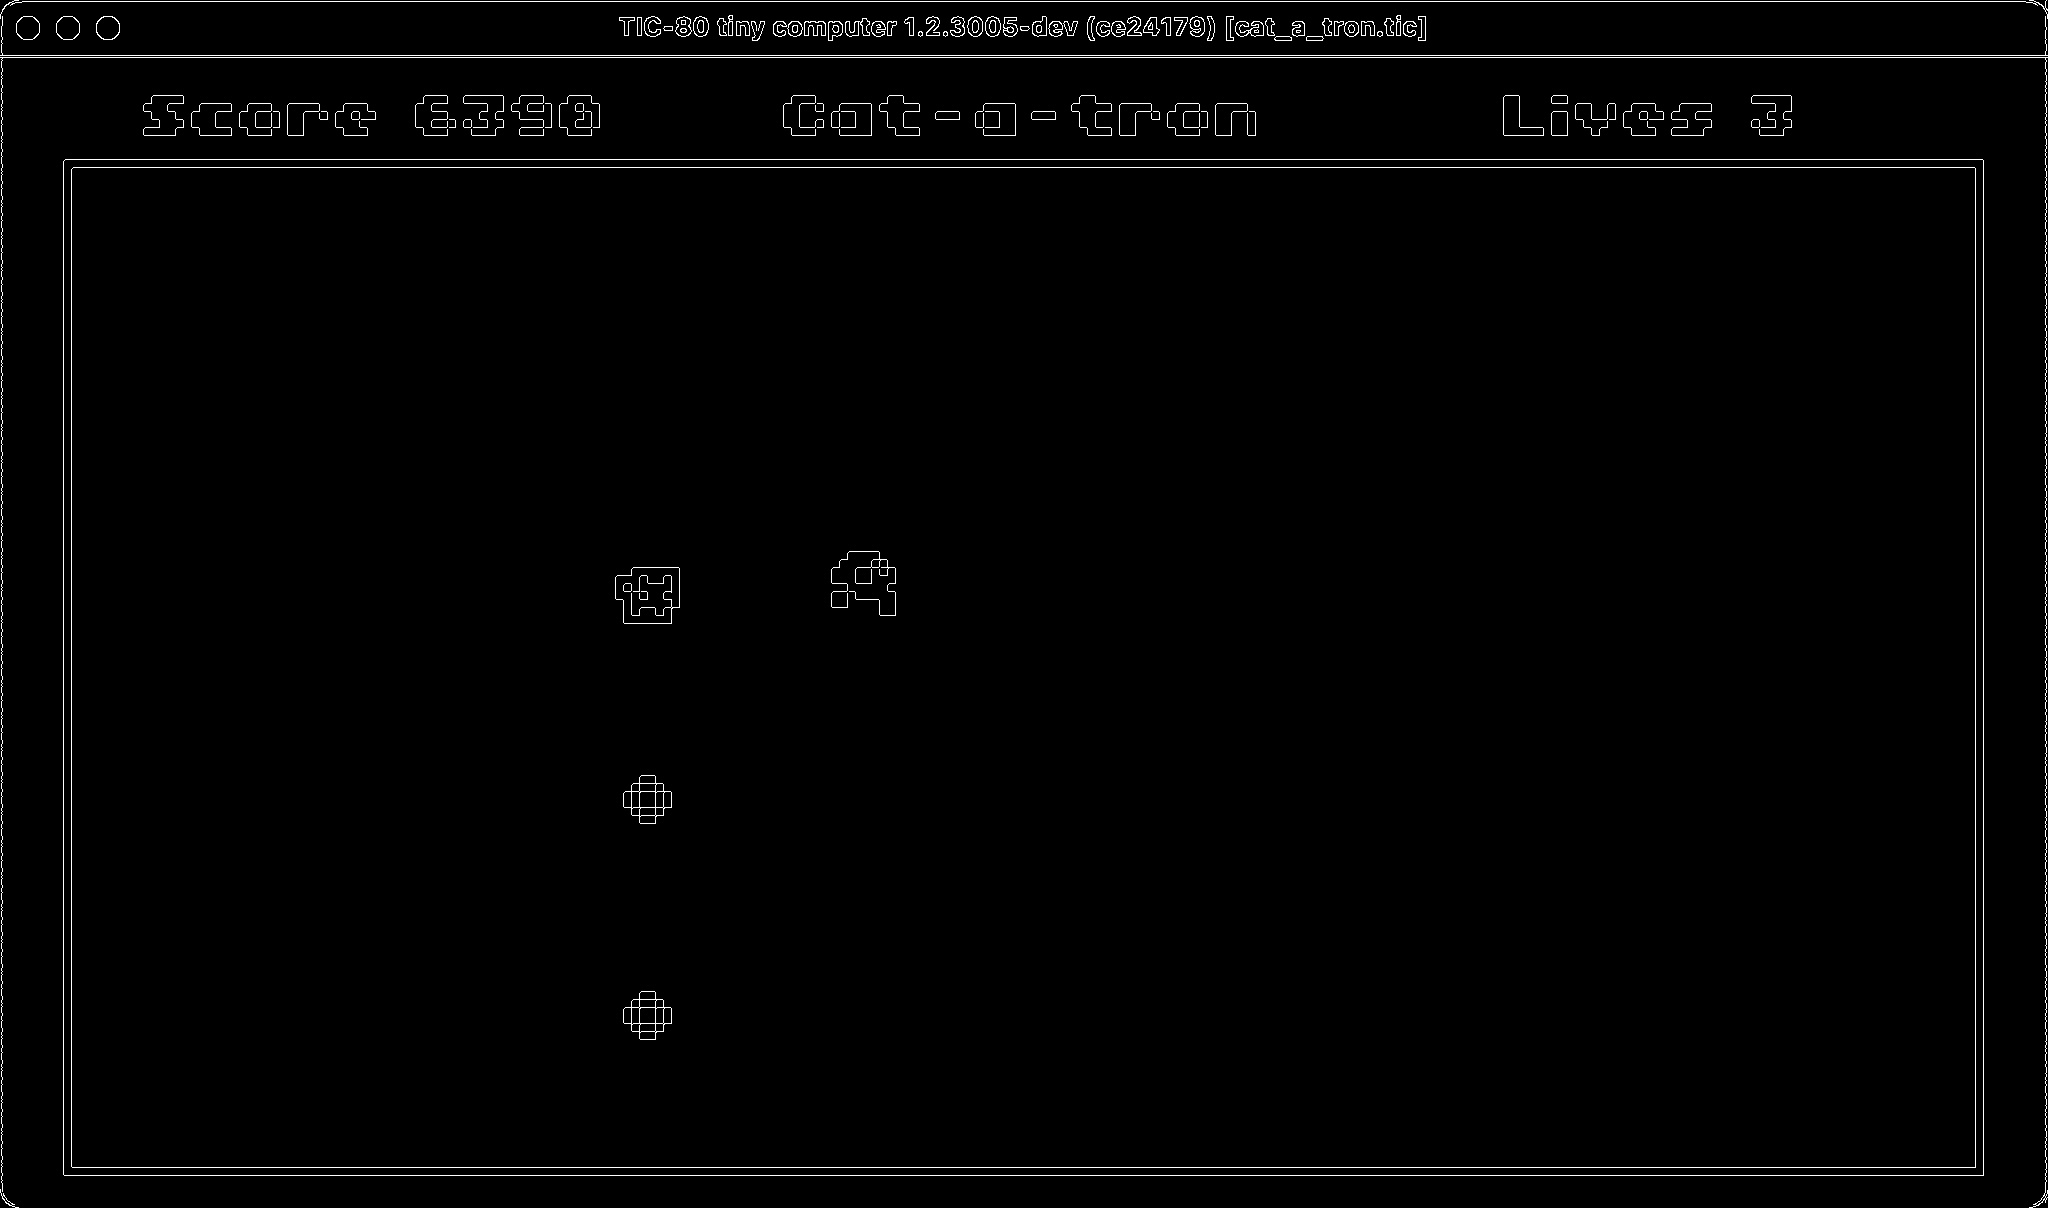 TIC-80 tiny computer 1.2.3005-dev (ce24179) [cat_a_tron.tic]
Score 6390 Cat-a-tron Lives 3